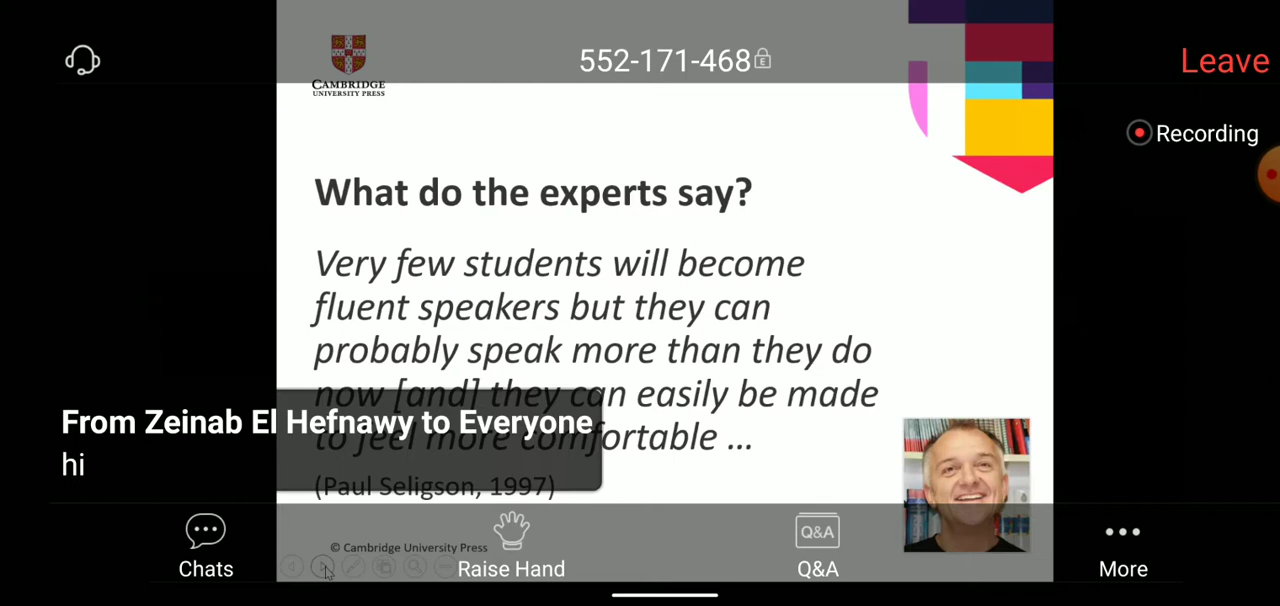 552-171-468
Leave
CAMBRIDGE
UNIVERSITY PRESS
Recording
What do the experts say?
Very few students will become
fluent speakers but they can
probably speak more than they do
now [and] they can easily be made
to feel more comfortable ...
(Paul Seligson, 1997)
From Zeinab El Hefnawy to Everyone
hi
© Cambridge University Press
Chats
Raise Hand
Q&A
Q&A
More